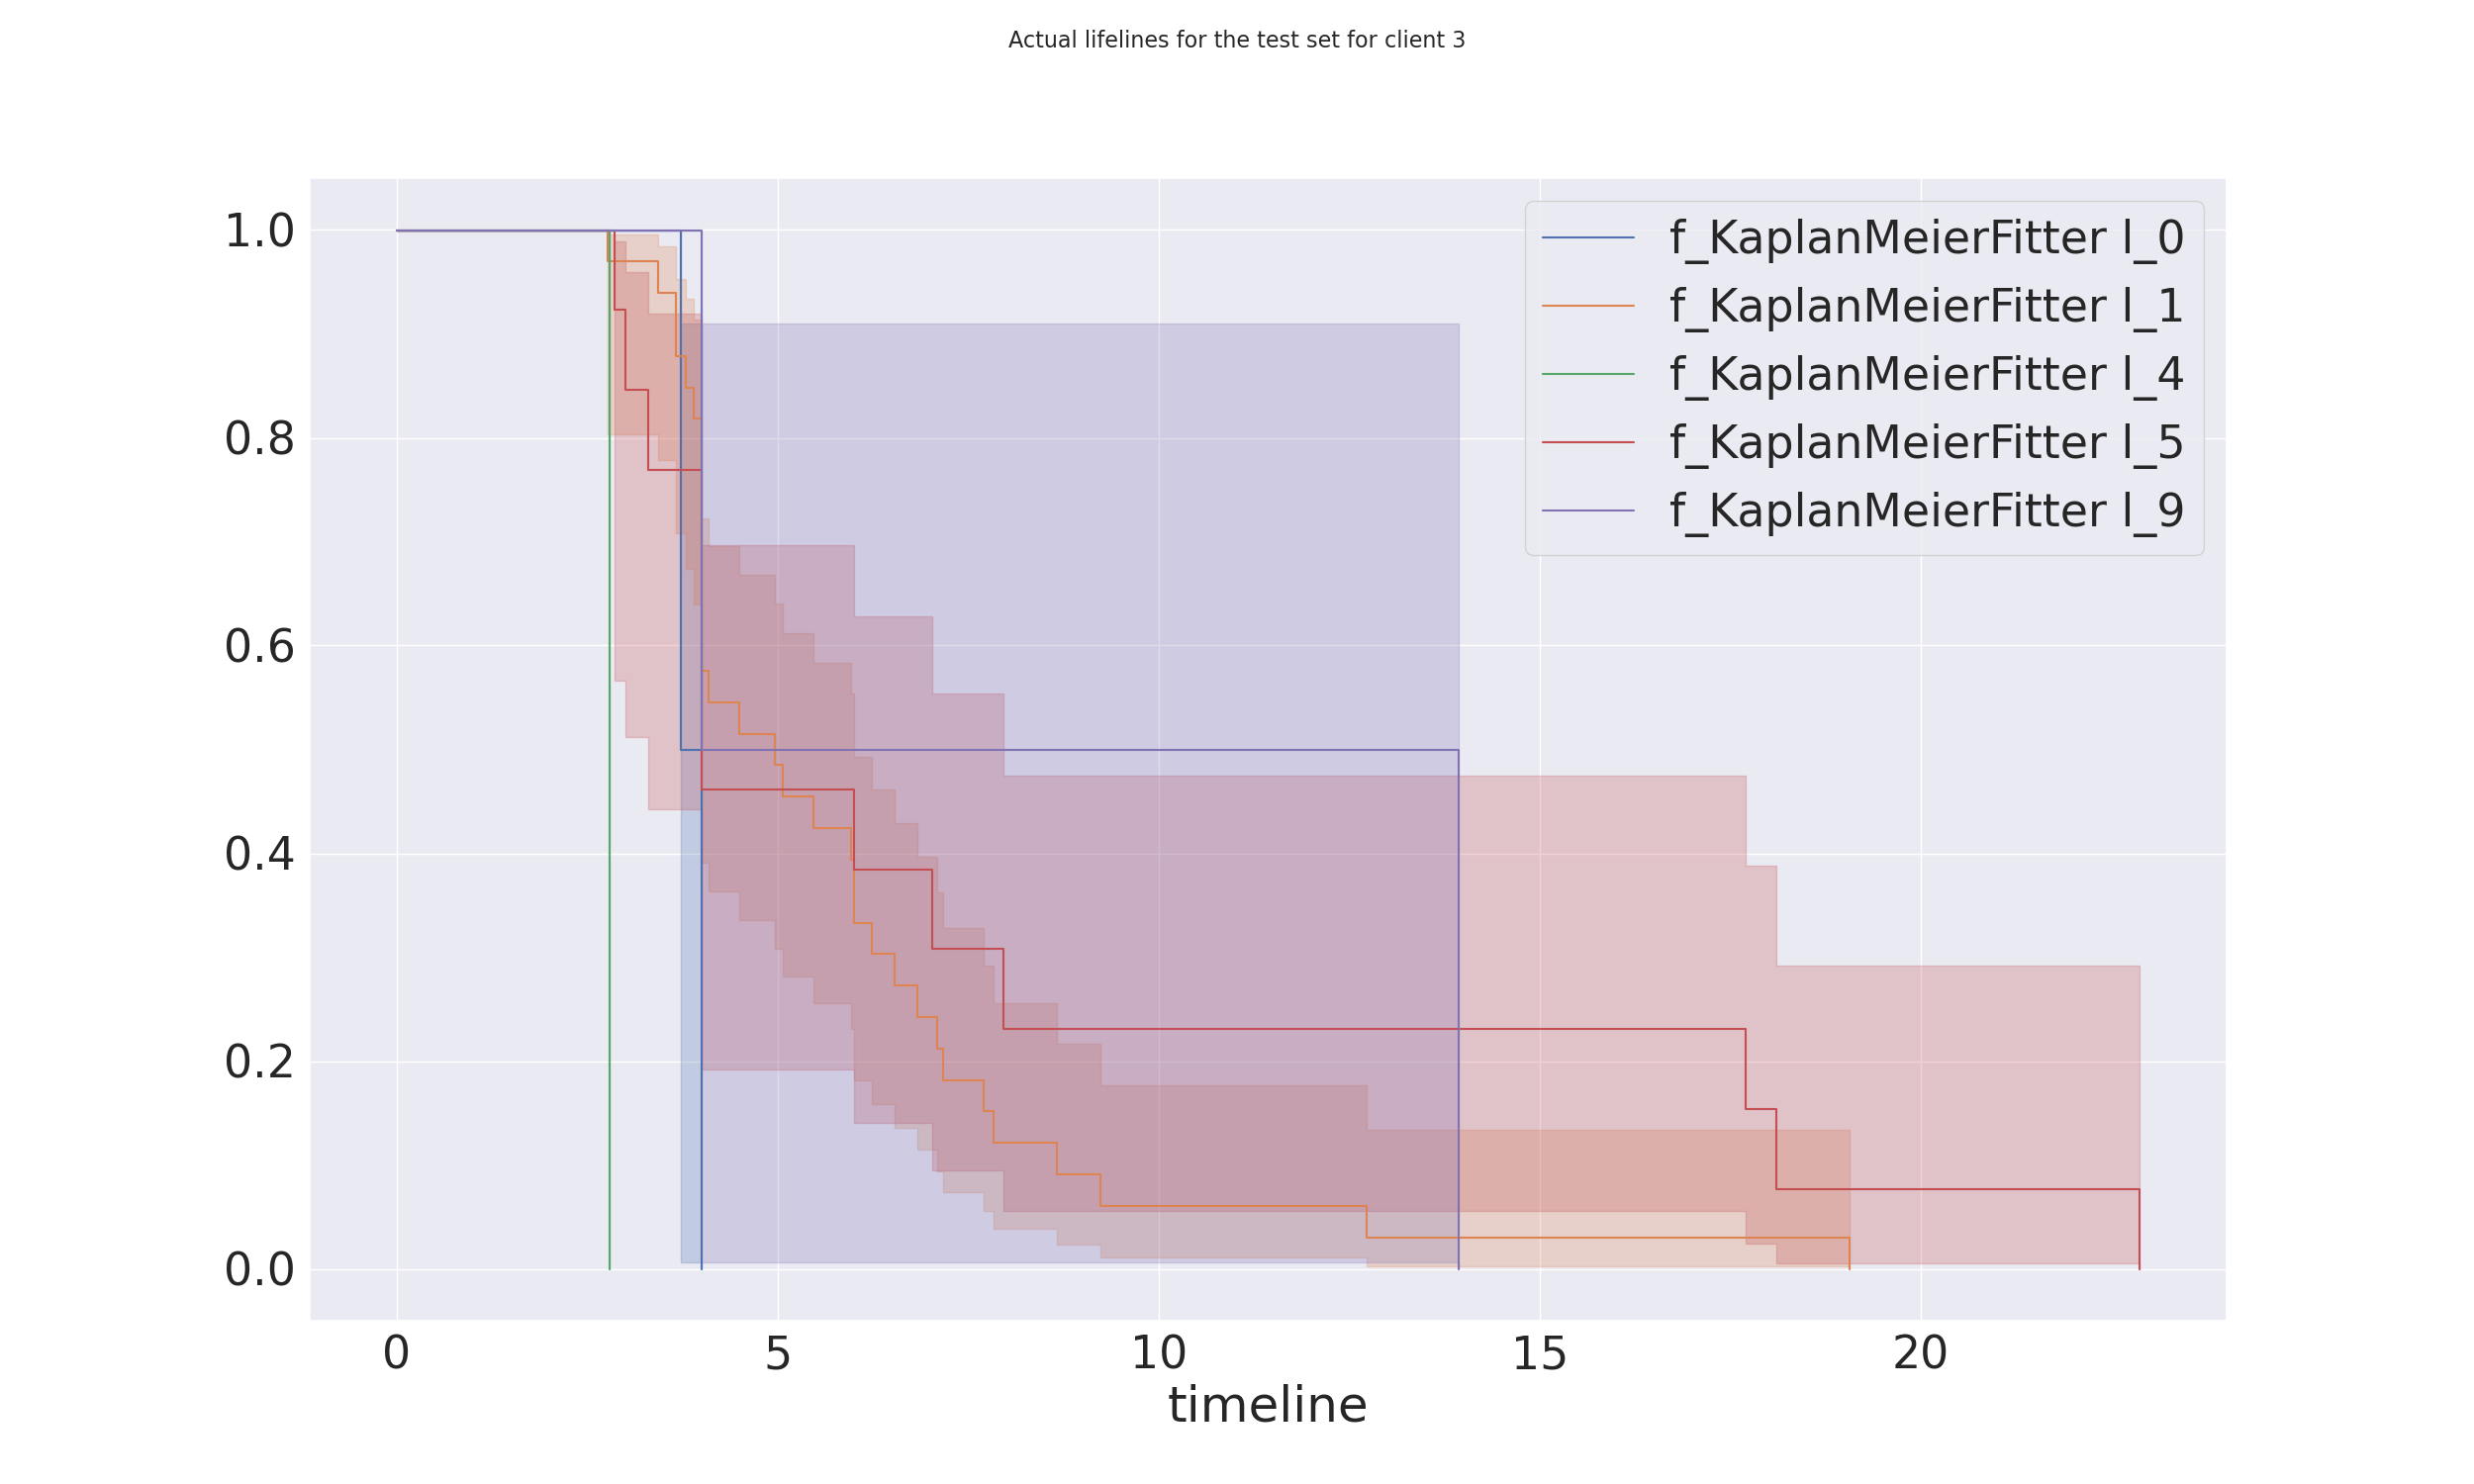 Actual lifelines for the test set for client 3
1.0
0.8
0.6
0.4
0.2
0.0
f_KaplanMeierFitter l_0
f_KaplanMeierFitter l_1
f_KaplanMeierFitter l_4
f_KaplanMeierFitter l_5
f_KaplanMeierFitter l_9
0 5 10 15 20
timeline